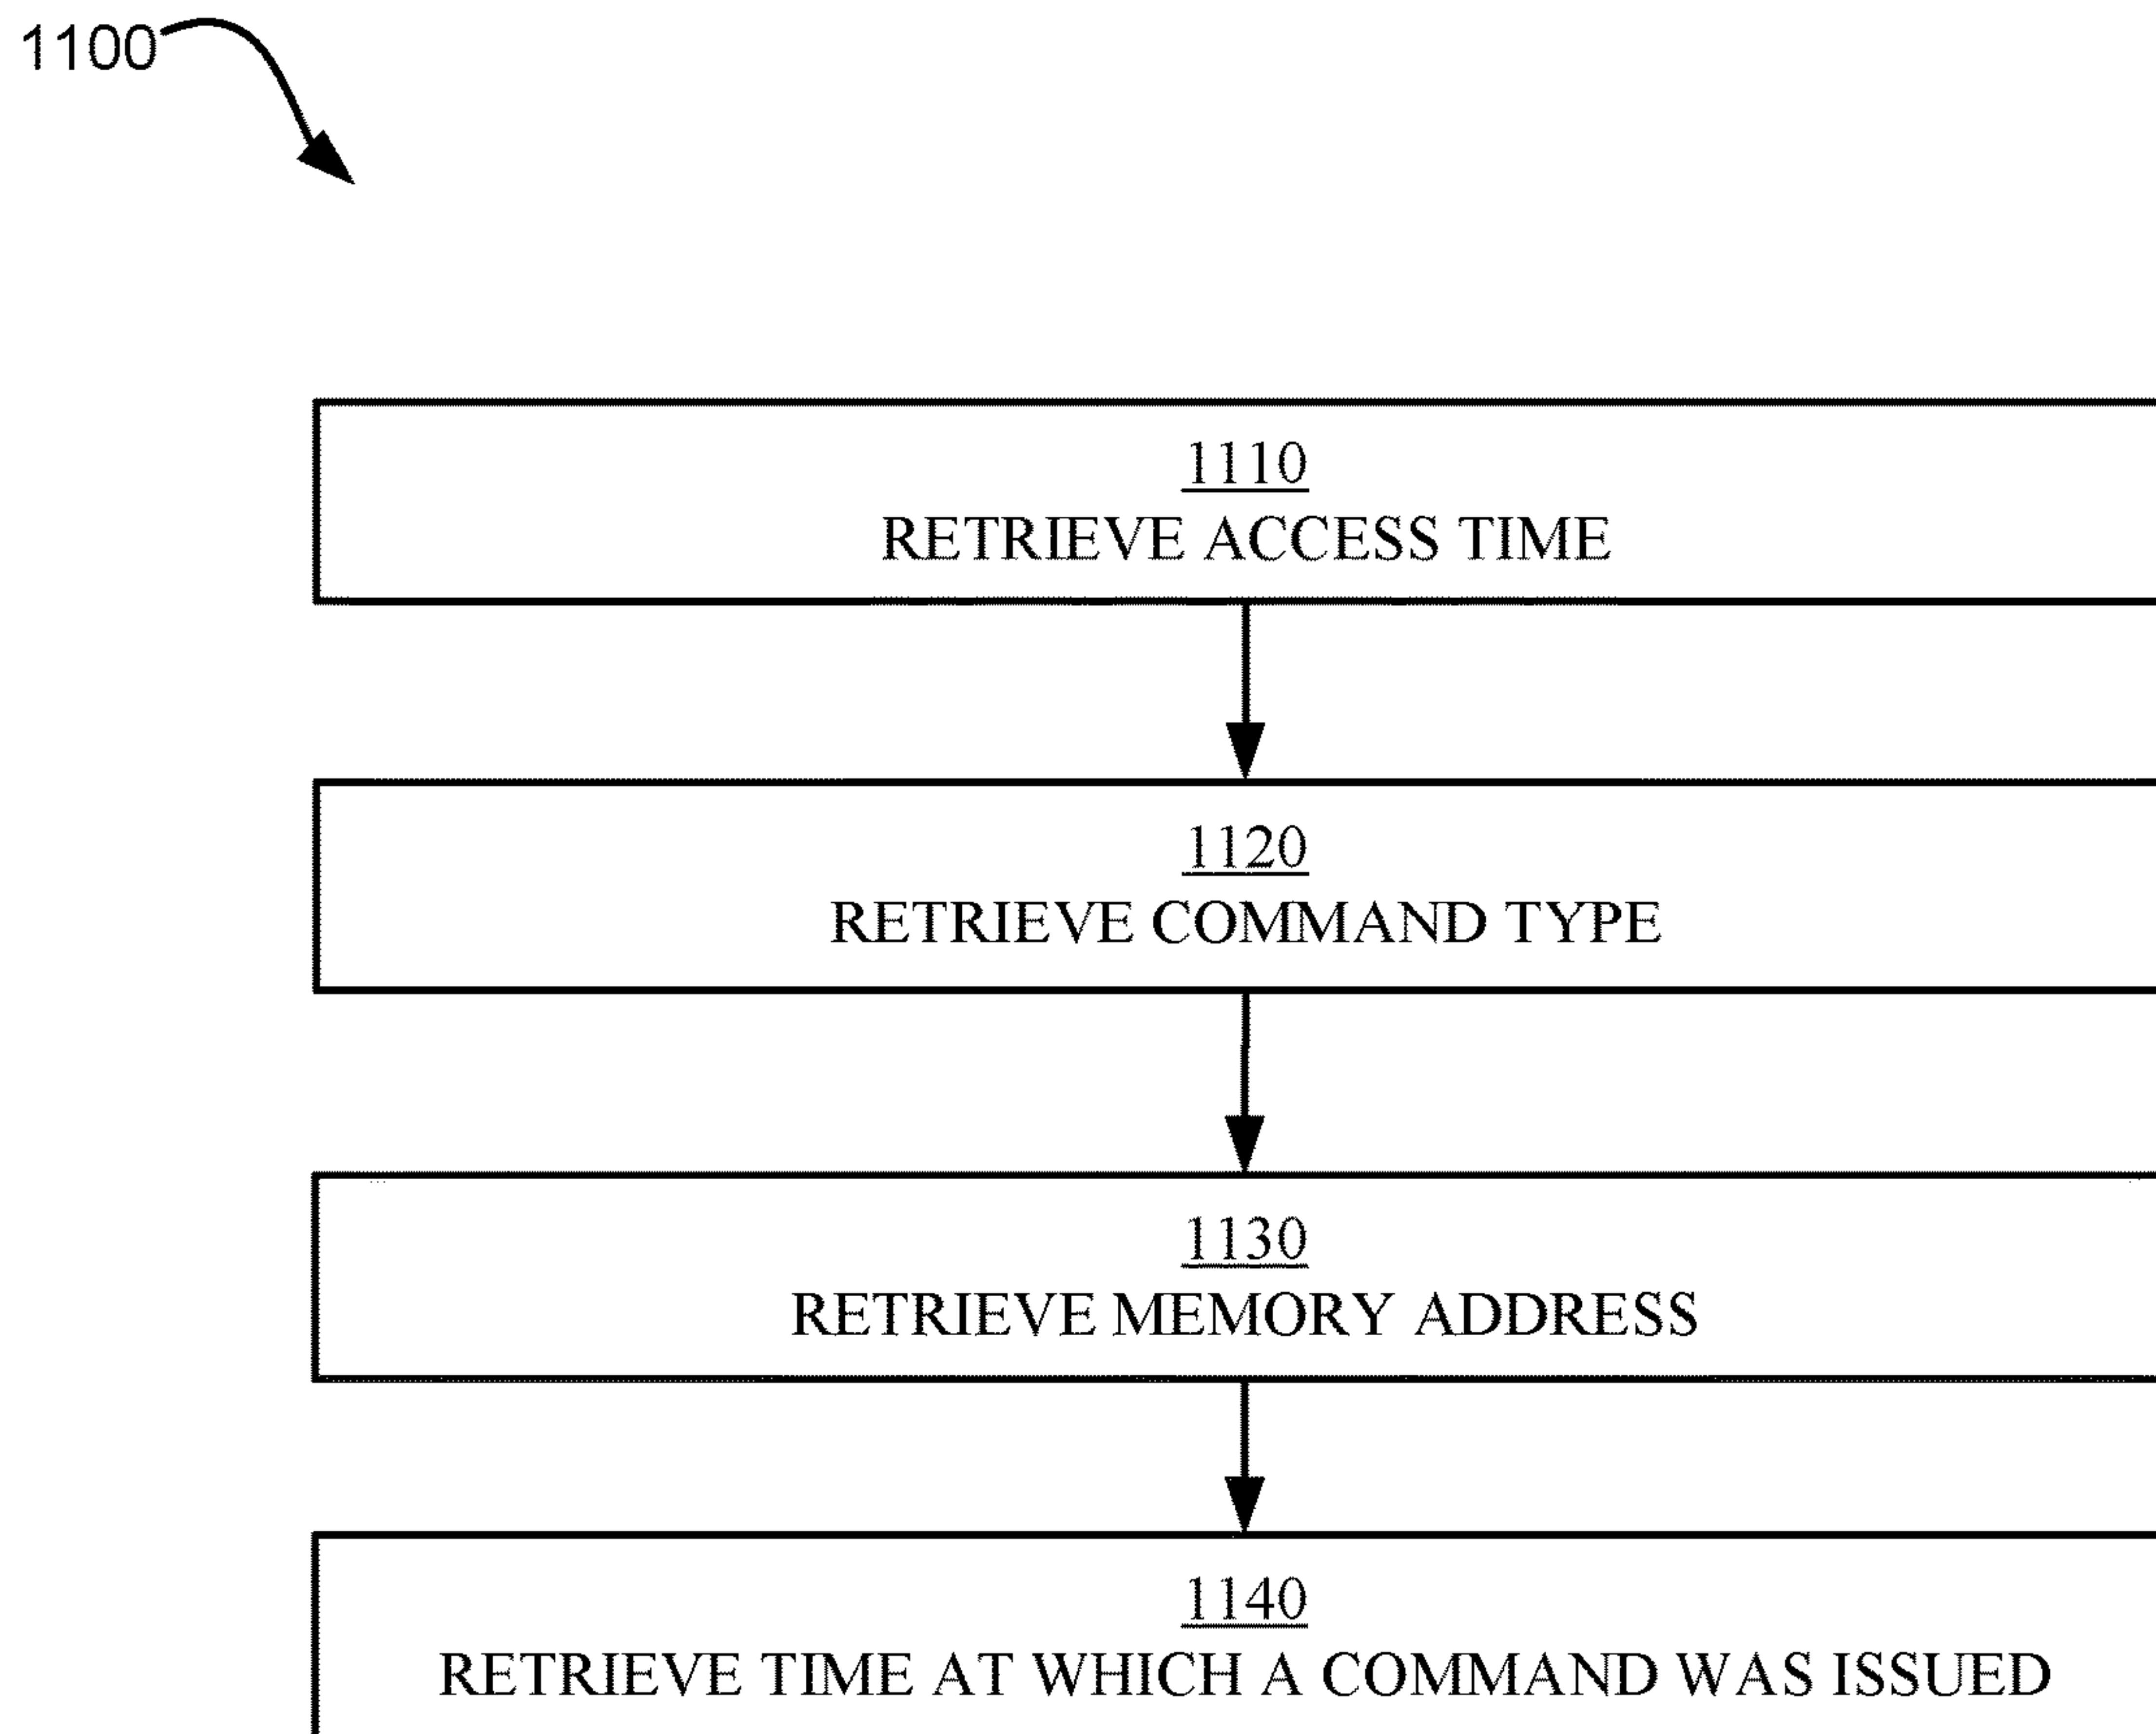 1100
1110
RETRIEVE ACCESS TIME
1120
RETRIEVE COMMAND TYPE
1130
RETRIEVE MEMORY ADDRESS
1140
RETRIEVE TIME AT WHICH A COMMAND WAS ISSUED